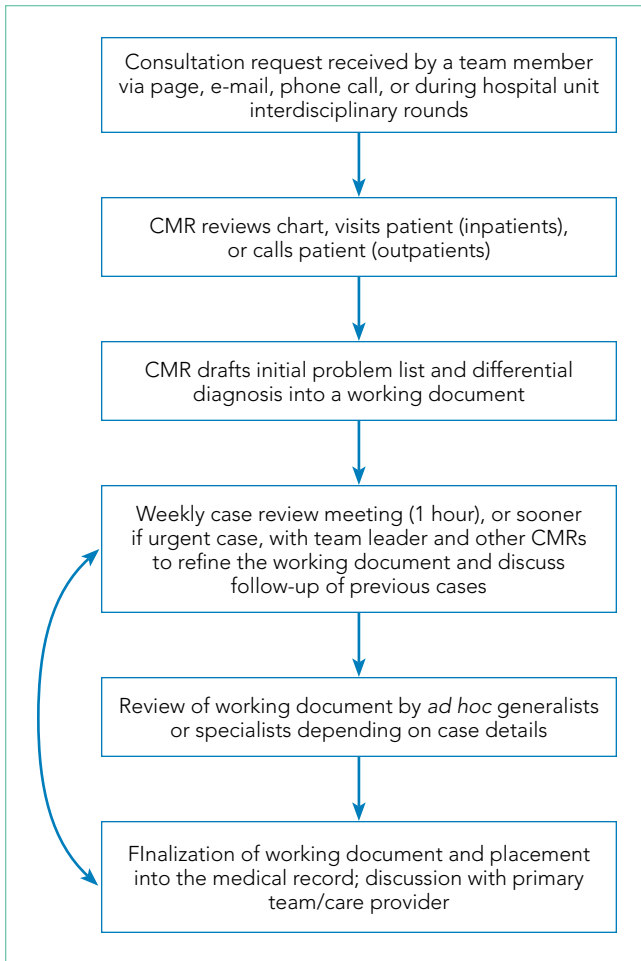 Consultation request received by a team member
via page, e-mail, phone call, or during hospital unit
interdisciplinary rounds
CMR reviews chart, visits patient (inpatients),
or calls patient (outpatients)
CMR drafts initial problem list and differential
diagnosis into a working document
Weekly case review meeting (1 hour), or sooner
if urgent case, with team leader and other CMRs
to refine the working document and discuss
follow-up of previous cases
Review of working document by ad hoc generalists
or specialists depending on case details
FInalization of working document and placement
into the medical record; discussion with primary
team/care provider